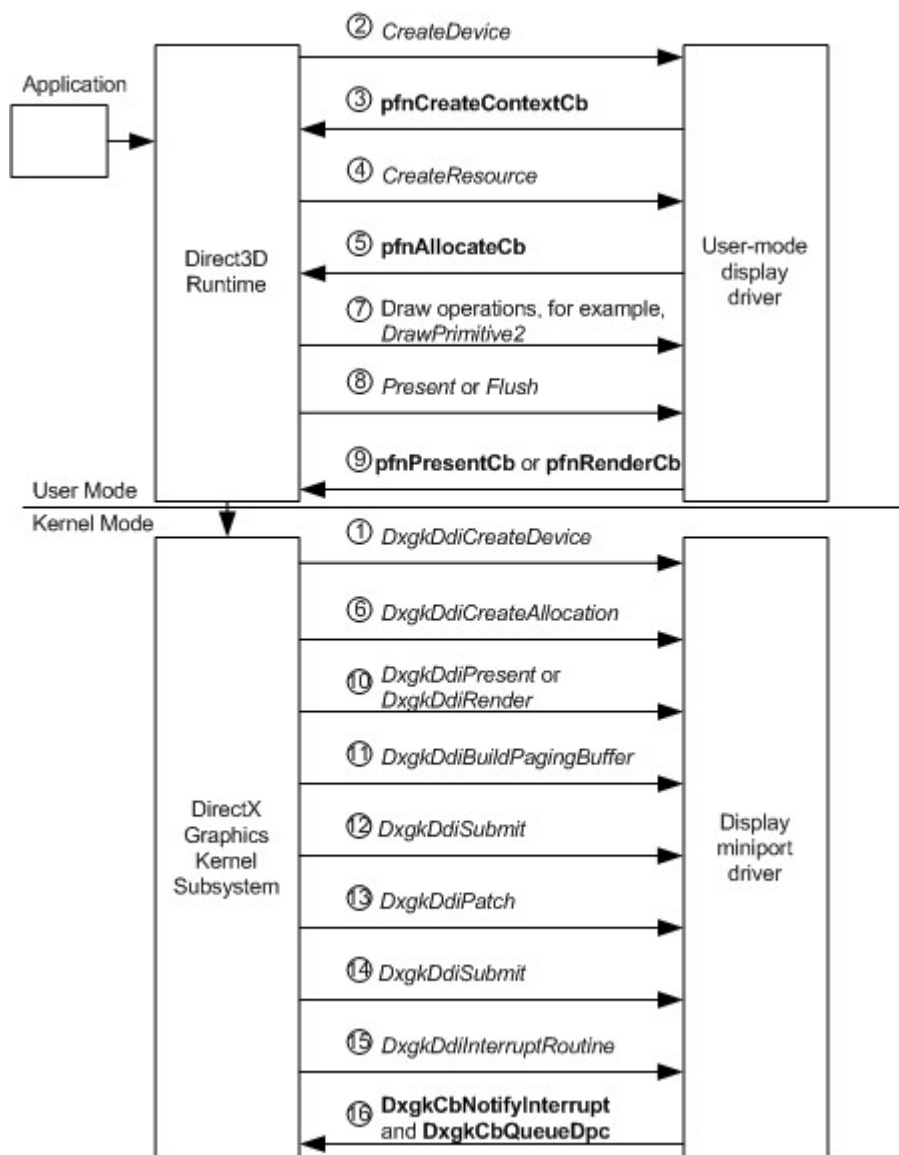 ② CreateDevice
Application
③ pfnCreateContextCb
④ CreateResource
⑤ pfnAllocateCb
Direct3D
Runtime
User-mode
display
driver
⑦ Draw operations, for example,
DrawPrimitive2
⑧ Present or Flush
⑨ pfnPresentCb or pfnRenderCb
User Mode
Kernel Mode
① DxgkDdiCreateDevice
⑥ DxgkDdiCreateAllocation
⑩ DxgkDdiPresent or
DxgkDdiRender
⑪ DxgkDdiBuildPagingBuffer
DirectX
Graphics
Kernel
Subsystem
⑫ DxgkDdiSubmit
Display
miniport
driver
⑬ DxgkDdiPatch
⑭ DxgkDdiSubmit
⑮ DxgkDdiInterruptRoutine
⑯ DxgkCbNotifyInterrupt
and DxgkCbQueueDpc